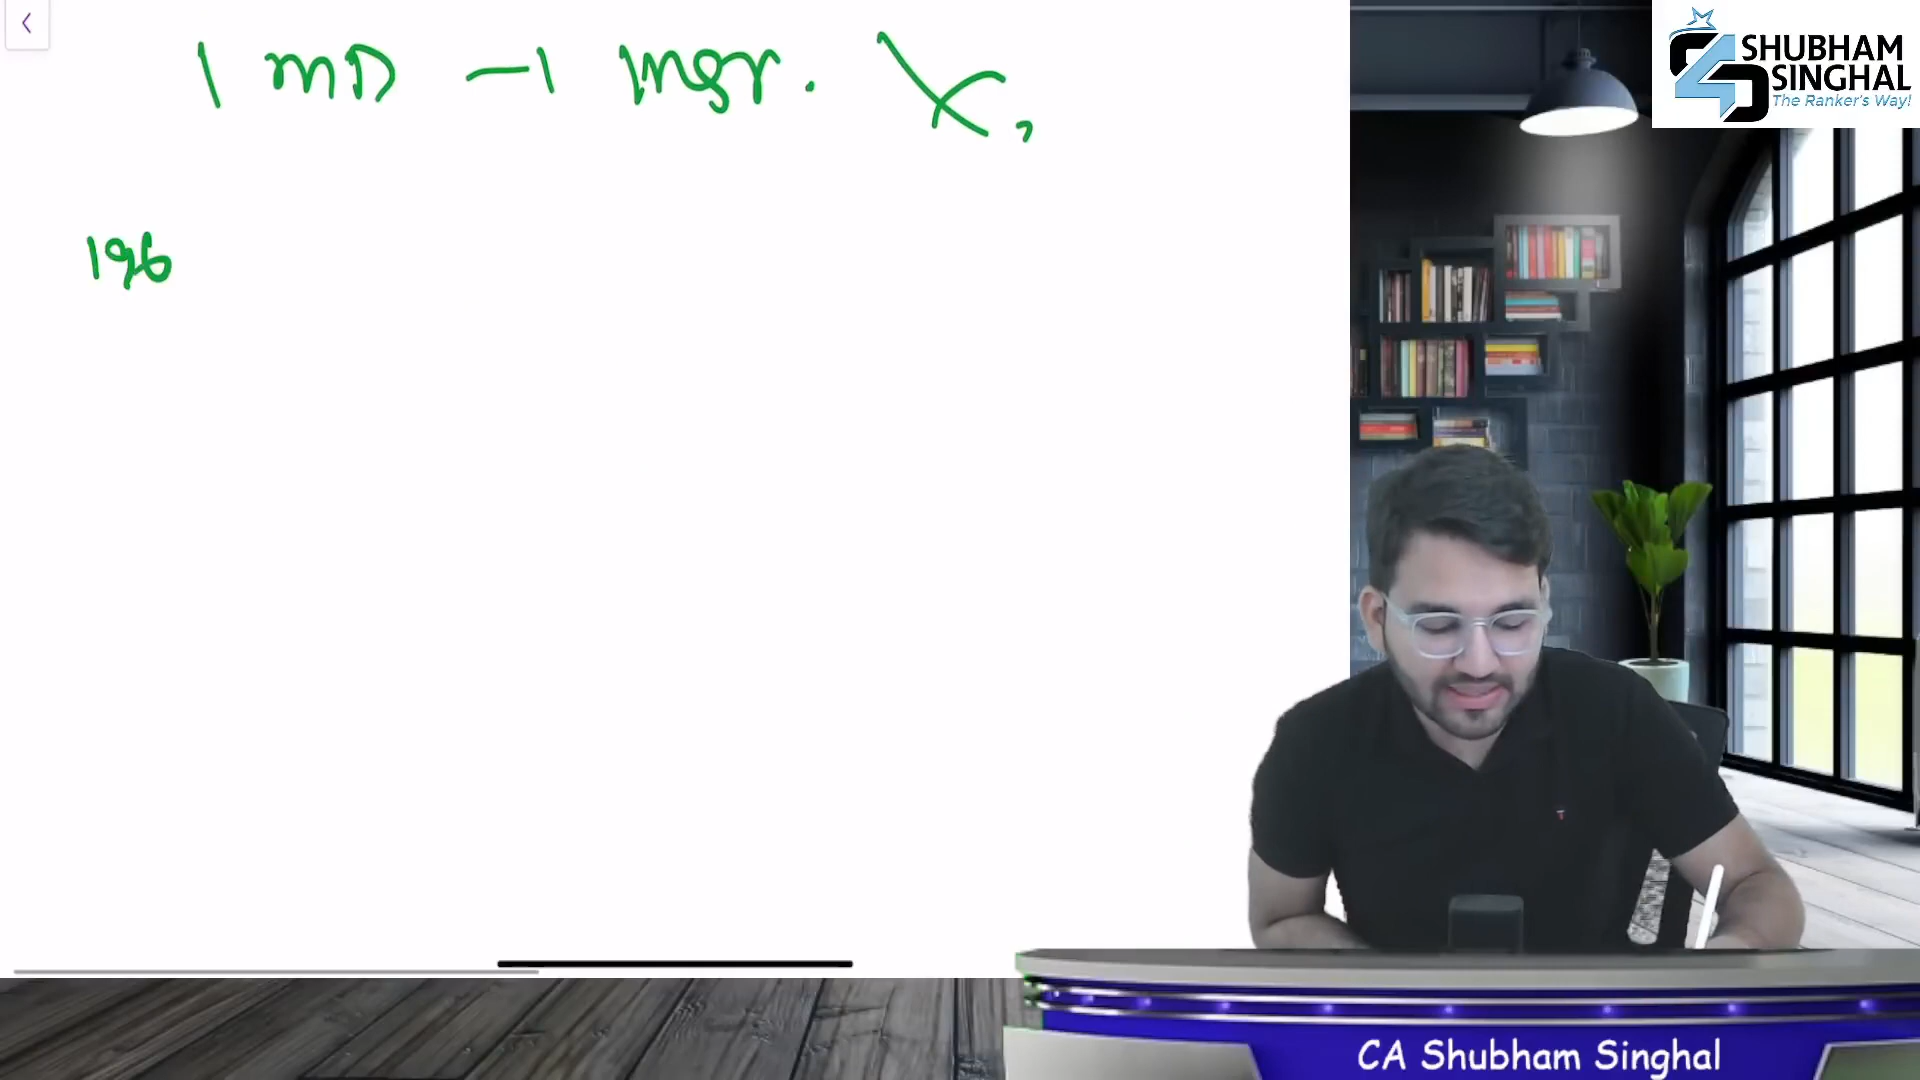 1 MD - 1 Mgr. X,
196
SHUBHAM
SINGHAL
The Ranker's Way!
CA Shubham Singhal